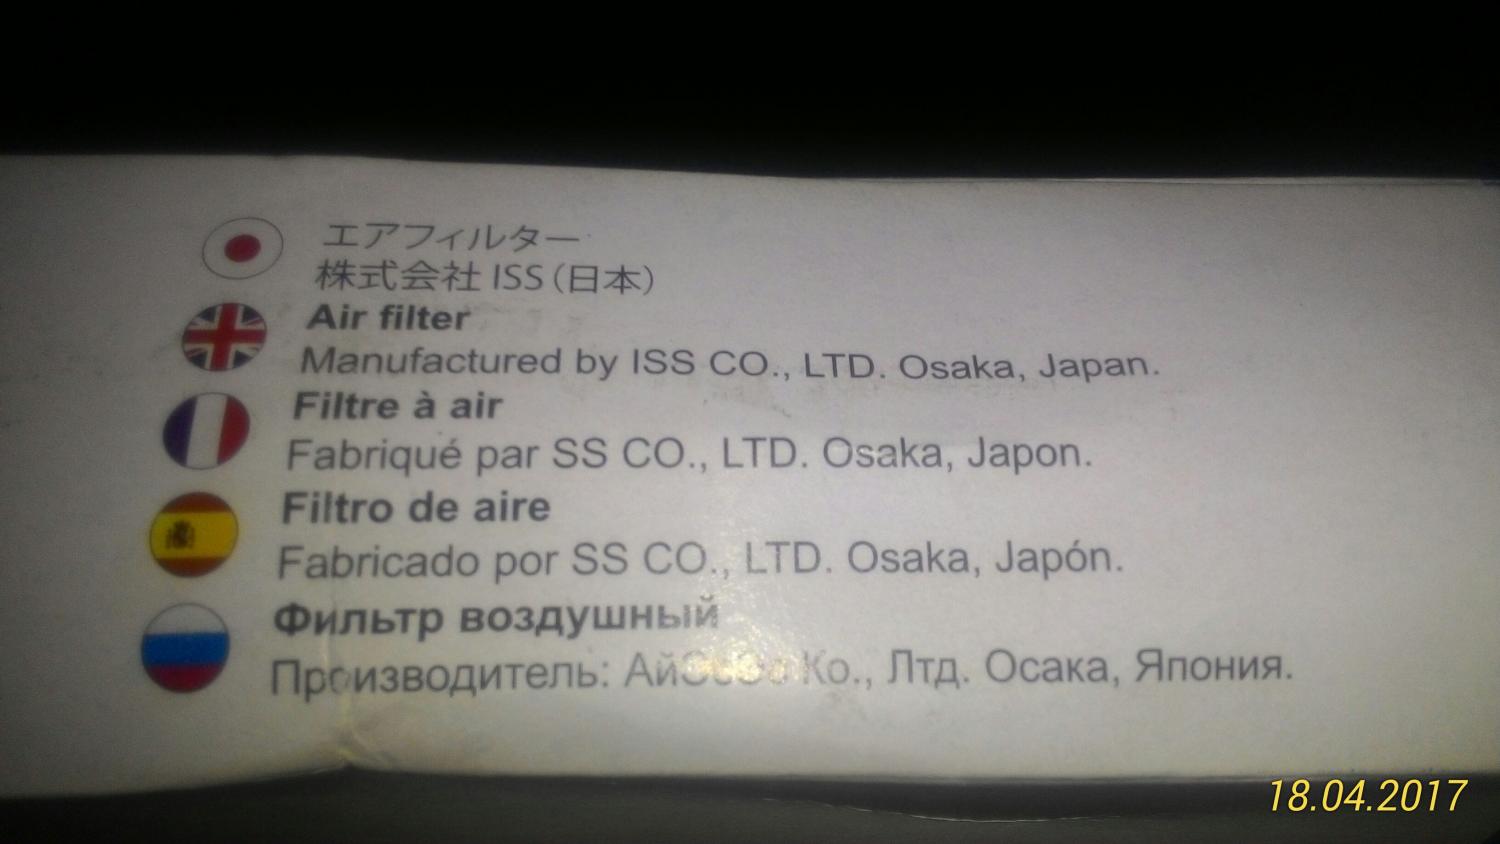 エアフィルター
株式会社 ISS (日本)
Air filter
Manufactured by ISS CO., LTD. Osaka, Japan.
Filtre à air
Fabriqué par SS CO., LTD. Osaka, Japon.
Filtro de aire
Fabricado por SS CO., LTD. Osaka, Japón.
Фильтр воздушный
Производитель: АйЭсЭс Ко., Лтд. Осака, Япония.
18.04.2017